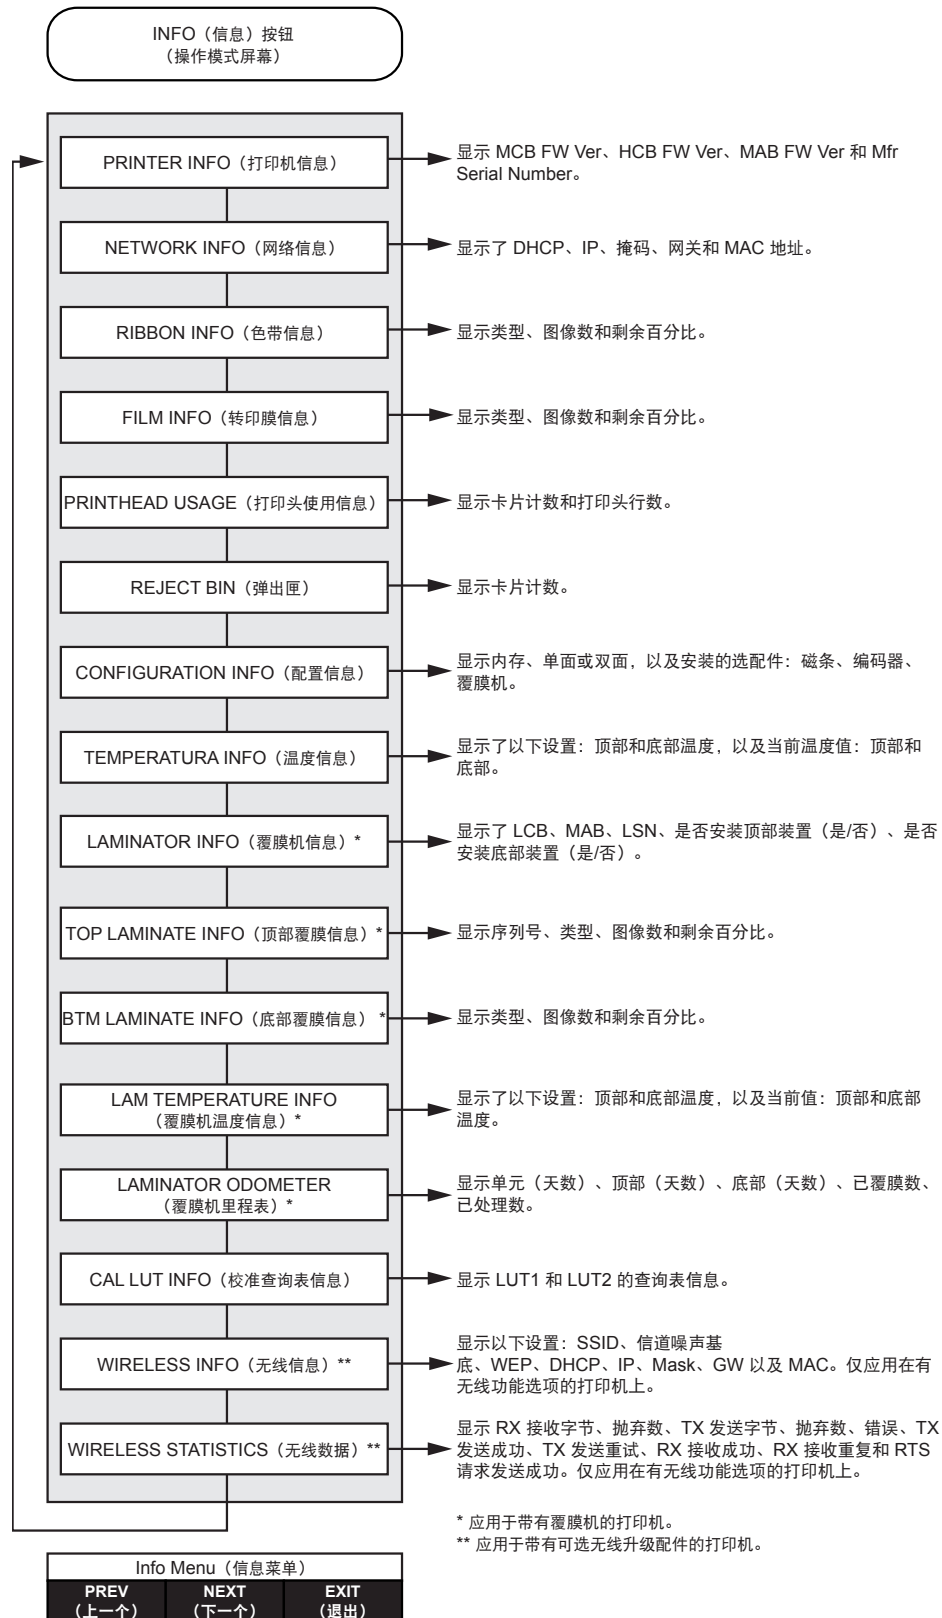 INFO（信息）按钮
（操作模式屏幕）
PRINTER INFO（打印机信息）
显示 MCB FW Ver、HCB FW Ver、MAB FW Ver 和 Mfr
Serial Number。
NETWORK INFO（网络信息）
显示了 DHCP、IP、掩码、网关和 MAC 地址。
RIBBON INFO（色带信息）
显示类型、图像数和剩余百分比。
FILM INFO（转印膜信息）
显示类型、图像数和剩余百分比。
PRINTHEAD USAGE（打印头使用信息）
显示卡片计数和打印头行数。
REJECT BIN（弹出匣）
显示卡片计数。
CONFIGURATION INFO（配置信息）
显示内存、单面或双面，以及安装的选配件：磁条、编码器、
覆膜机。
TEMPERATURA INFO（温度信息）
显示了以下设置：顶部和底部温度，以及当前温度值：顶部和
底部。
LAMINATOR INFO（覆膜机信息）*
显示了 LCB、MAB、LSN、是否安装顶部装置（是/否）、是否
安装底部装置（是/否）。
TOP LAMINATE INFO（顶部覆膜信息）*
显示序列号、类型、图像数和剩余百分比。
BTM LAMINATE INFO（底部覆膜信息） *
显示类型、图像数和剩余百分比。
LAM TEMPERATURE INFO
（覆膜机温度信息）*
显示了以下设置：顶部和底部温度，以及当前值：顶部和底部
温度。
LAMINATOR ODOMETER
（覆膜机里程表）*
显示单元（天数）、顶部（天数）、底部（天数）、已覆膜数、
已处理数。
CAL LUT INFO（校准查询表信息）
显示 LUT1 和 LUT2 的查询表信息。
WIRELESS INFO（无线信息）**
显示以下设置：SSID、信道噪声基
底、WEP、DHCP、IP、Mask、GW 以及 MAC。仅应用在有
无线功能选项的打印机上。
WIRELESS STATISTICS（无线数据）**
显示 RX 接收字节、抛弃数、TX 发送字节、抛弃数、错误、TX
发送成功、TX 发送重试、RX 接收成功、RX 接收重复和 RTS
请求发送成功。仅应用在有无线功能选项的打印机上。
* 应用于带有覆膜机的打印机。
** 应用于带有可选无线升级配件的打印机。
Info Menu（信息菜单）
PREV
（上一个）
NEXT
（下一个）
EXIT
（退出）